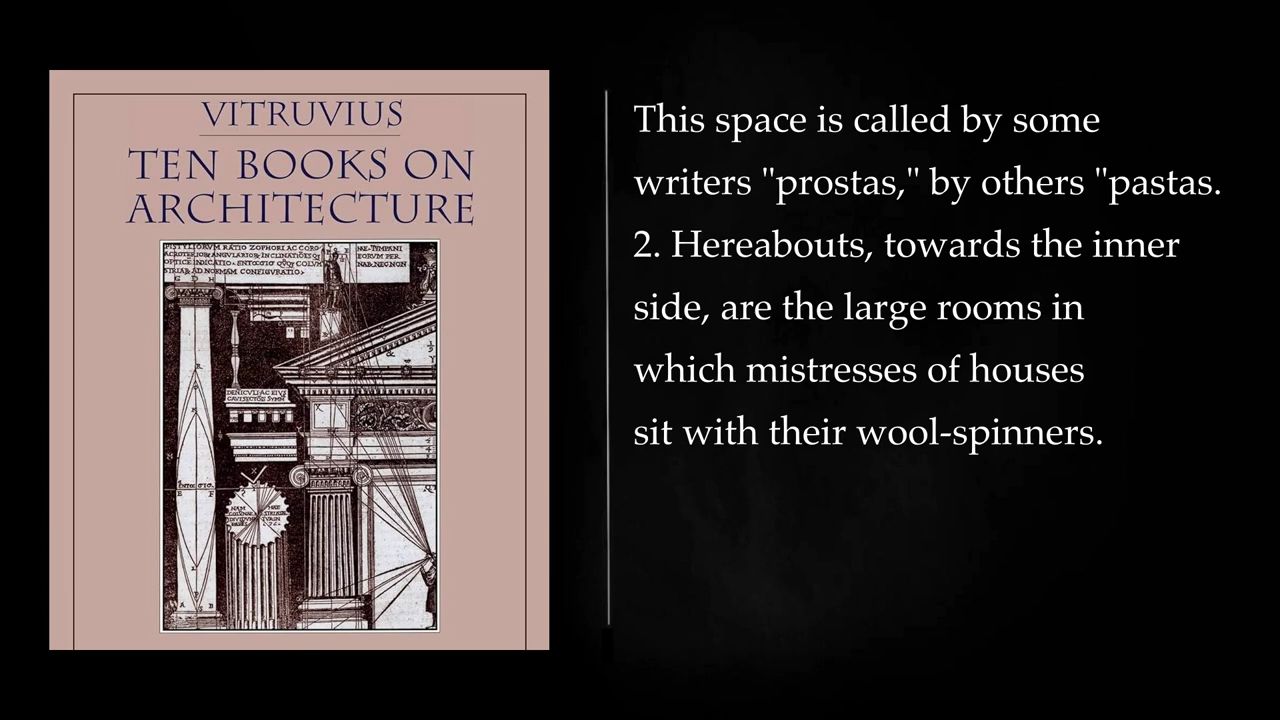 VITRUVIUS
TEN BOOKS ON
ARCHITECTURE
This space is called by some
writers "prostas," by others "pastas.
2. Hereabouts, towards the inner
side, are the large rooms in
which mistresses of houses
sit with their wool-spinners.